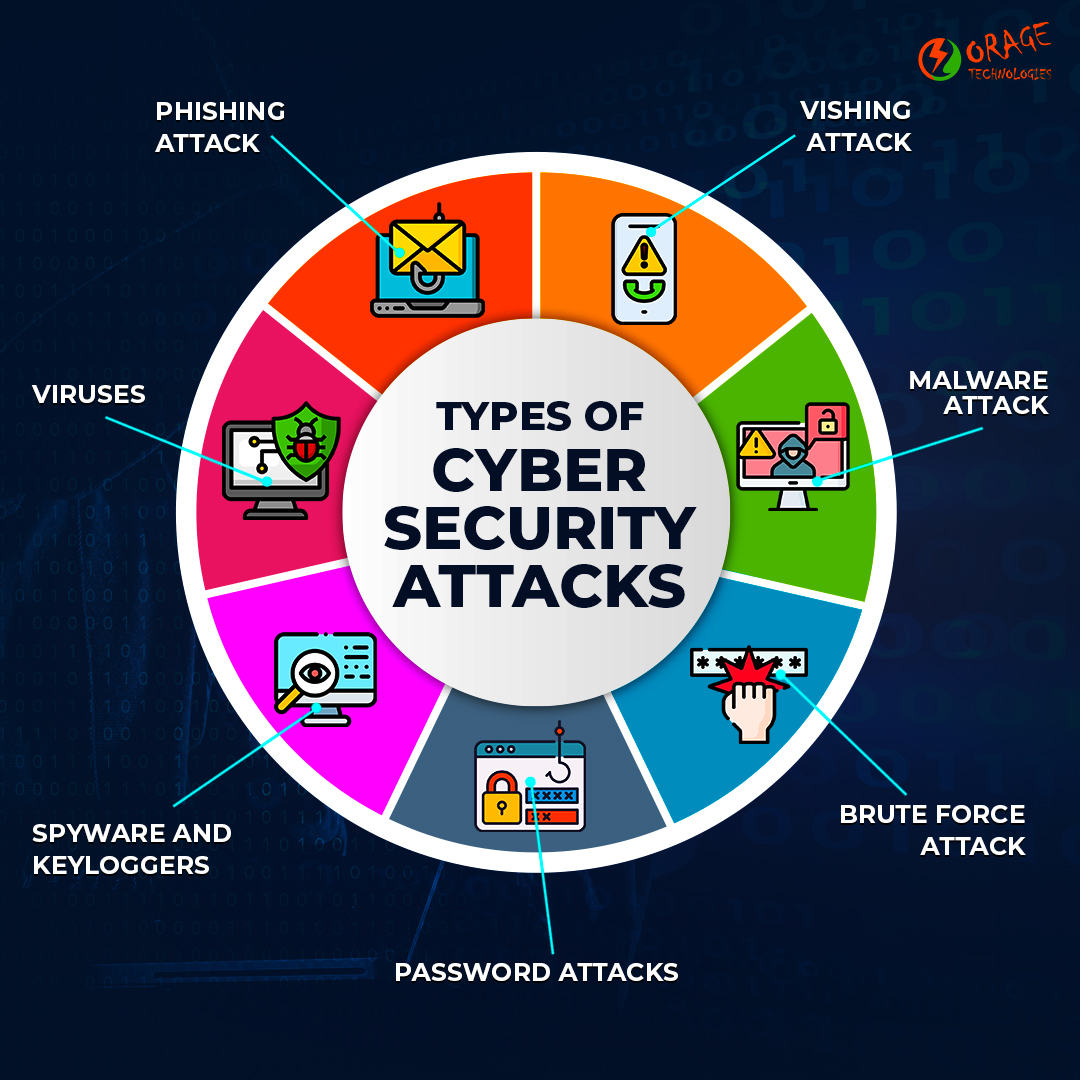 ORAGE
TECHNOLOGIES
PHISHING
ATTACK
VISHING
ATTACK
VIRUSES
MALWARE
ATTACK
TYPES OF
CYBER
SECURITY
ATTACKS
SPYWARE AND
KEYLOGGERS
BRUTE FORCE
ATTACK
PASSWORD ATTACKS